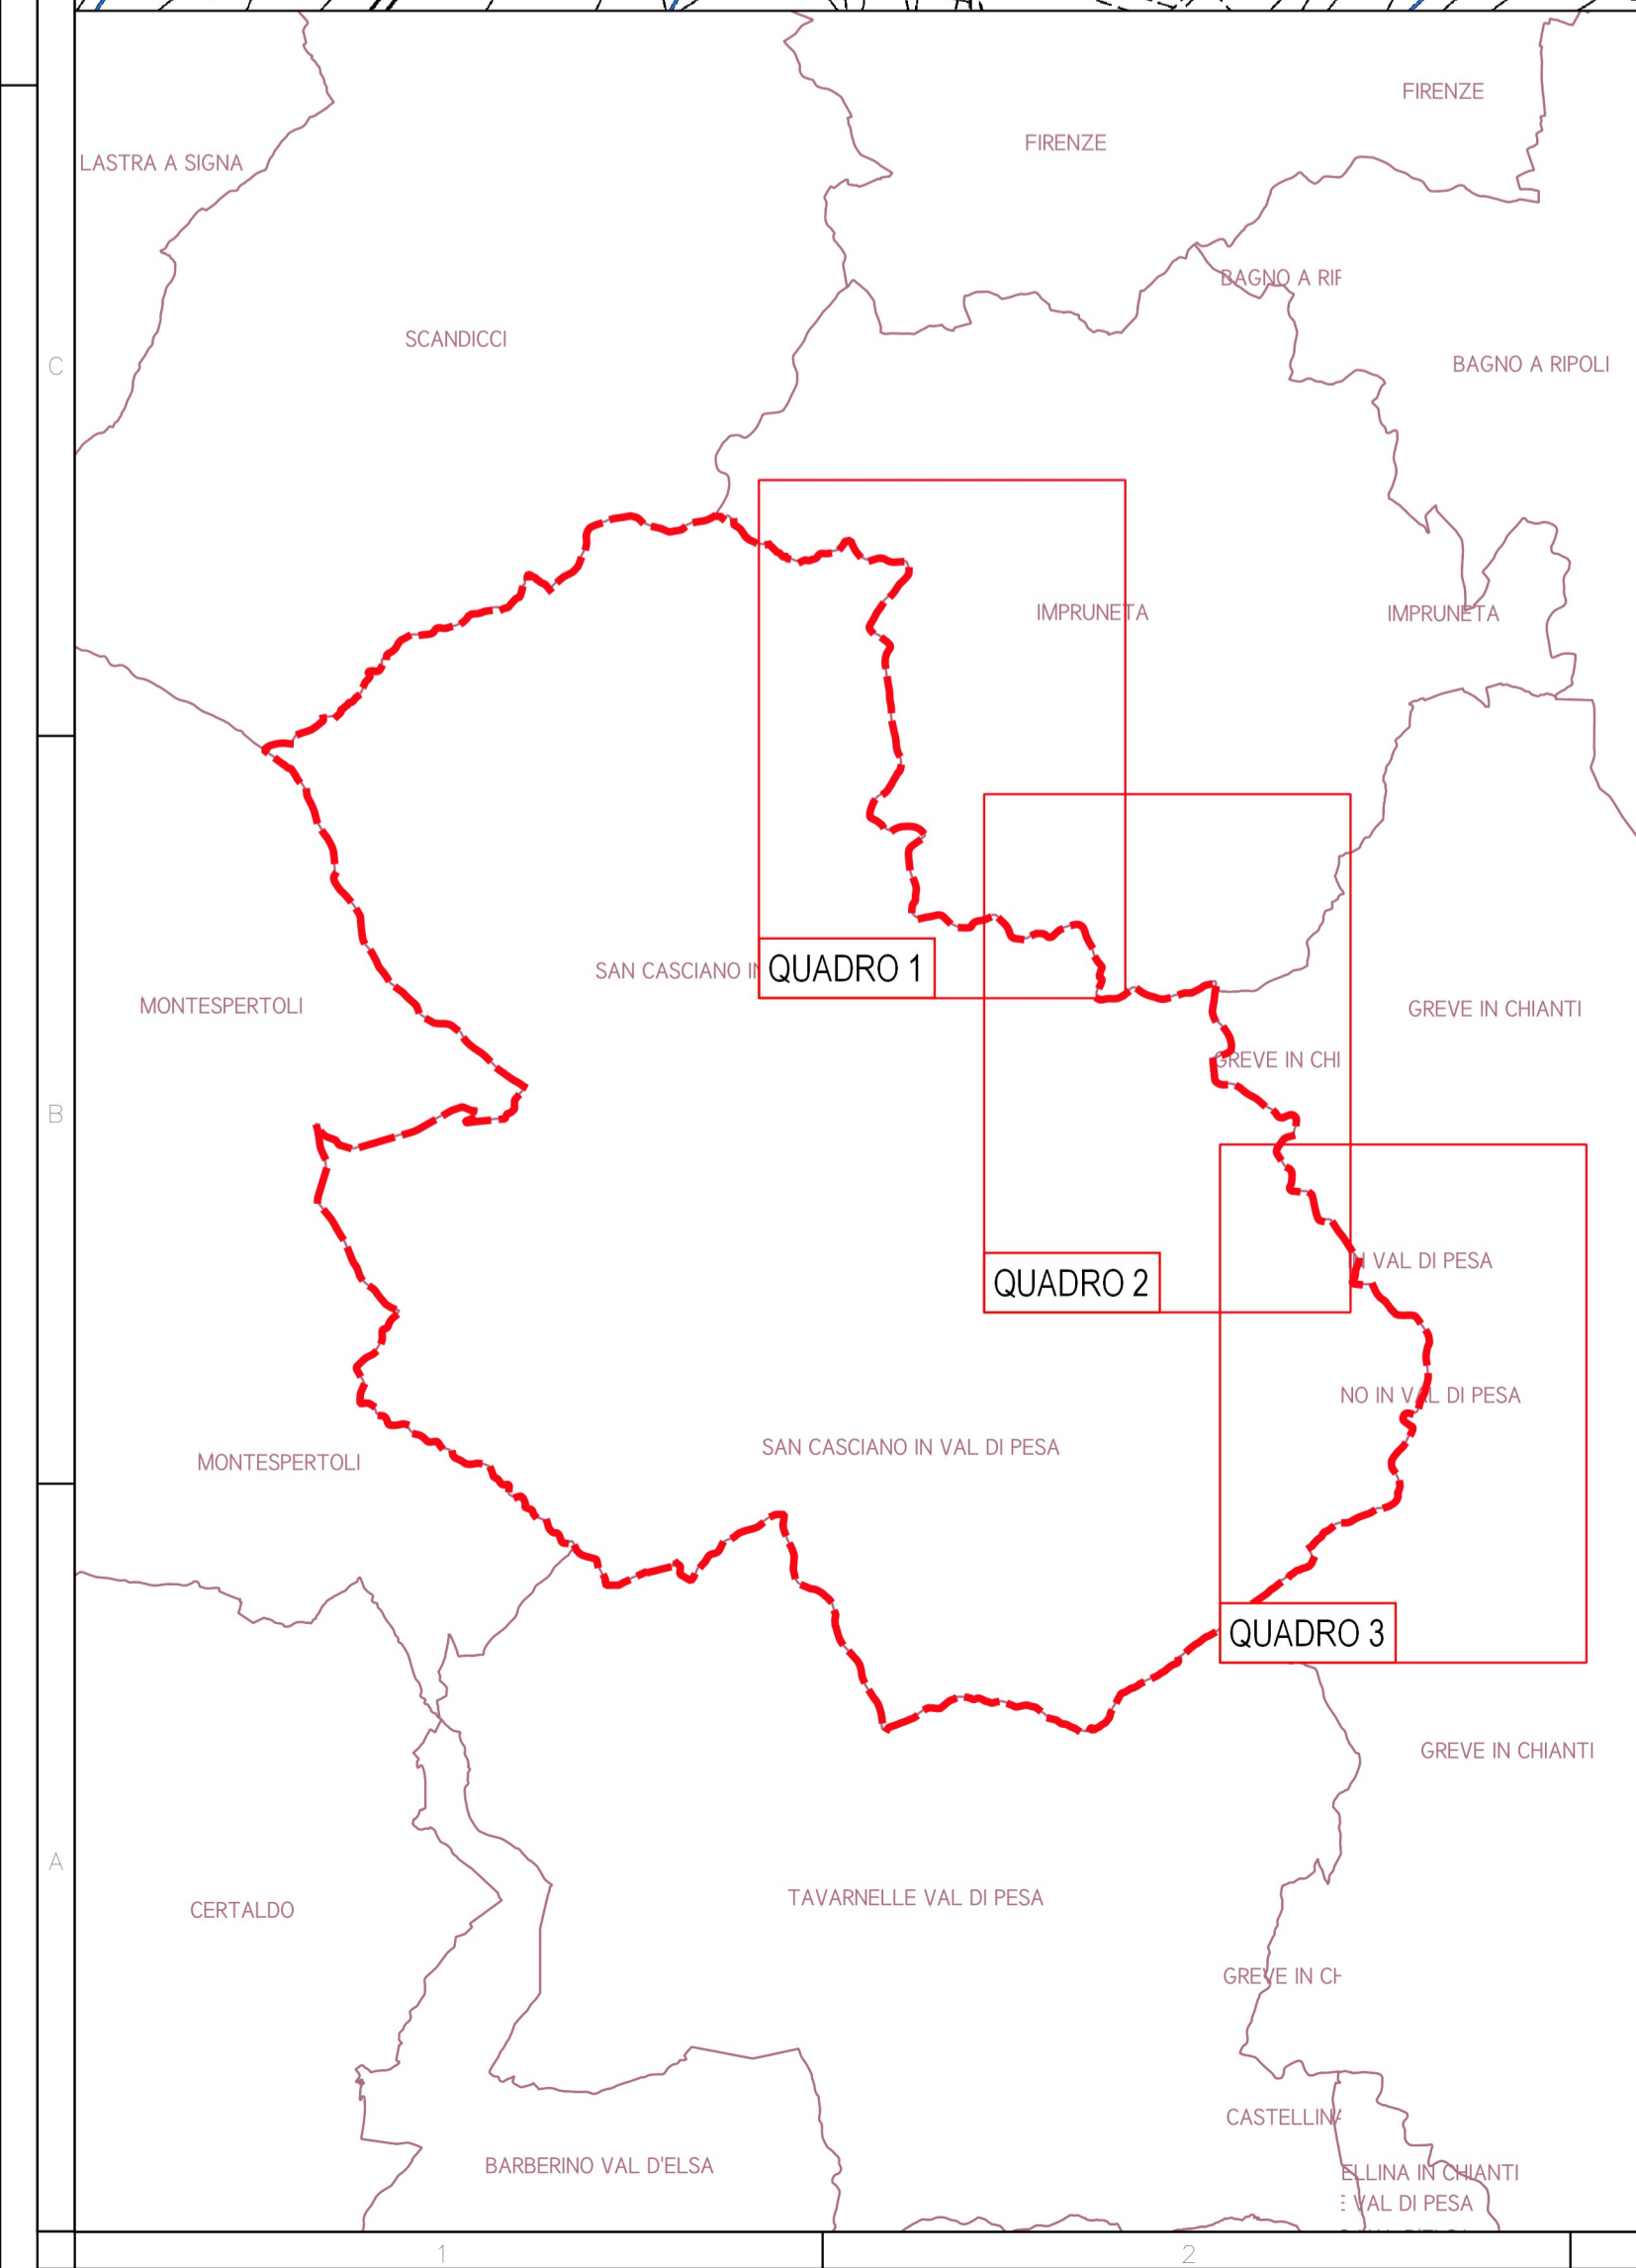 FIRENZE
FIRENZE
LASTRA A SIGNA
BAGNO A RIP
SCANDICCI
BAGNO A RIPOLI
C
IMPRUNETA
IMPRUNETA
SAN CASCIANO IN
QUADRO 1
MONTESPERTOLI
GREVE IN CHIANTI
GREVE IN CHI
B
VAL DI PESA
QUADRO 2
NO IN VAL DI PESA
SAN CASCIANO IN VAL DI PESA
MONTESPERTOLI
QUADRO 3
GREVE IN CHIANTI
A
TAVARNELLE VAL DI PESA
CERTALDO
GREVE IN CH
CASTELLINA
BARBERINO VAL D'ELSA
ELLINA IN CHIANTI
E VAL DI PESA
1
2